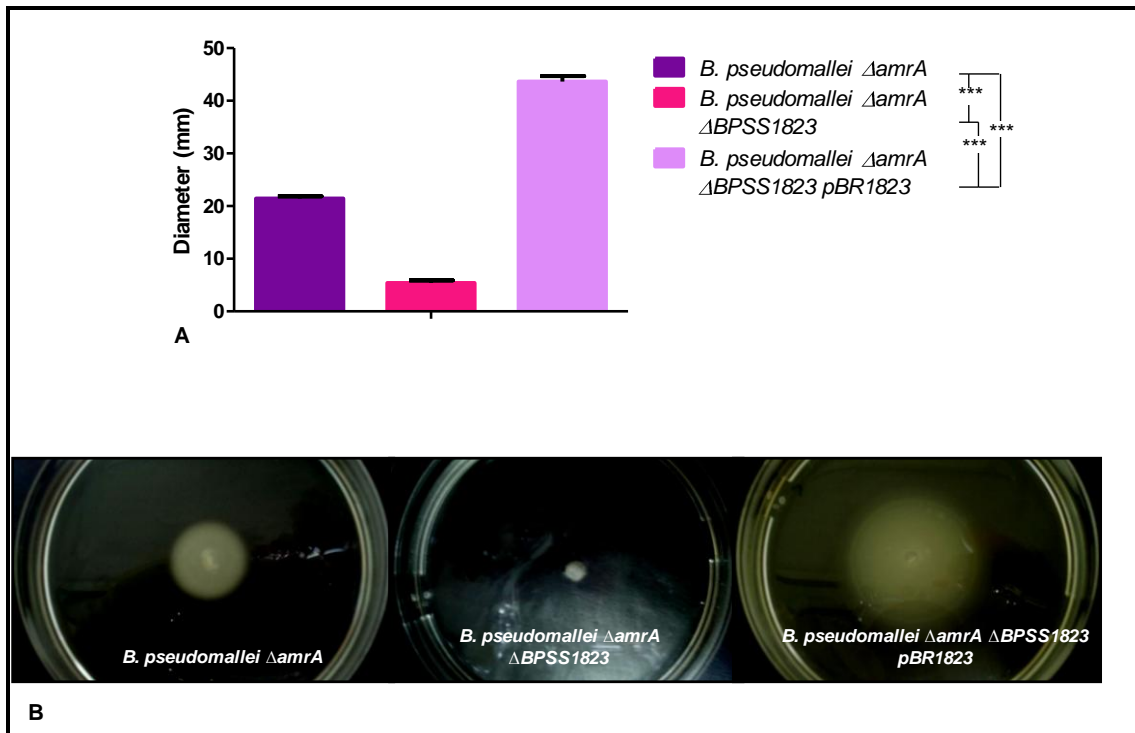 50
40
30
20
10
0
Diameter (mm)
A
B. pseudomallei ΔamrA
B. pseudomallei ΔamrA
ΔBPSS1823
B. pseudomallei ΔamrA
ΔBPSS1823 pBR1823
***
***
***
B. pseudomallei ΔamrA
B. pseudomallei ΔamrA
ΔBPSS1823
B. pseudomallei ΔamrA ΔBPSS1823
pBR1823
B